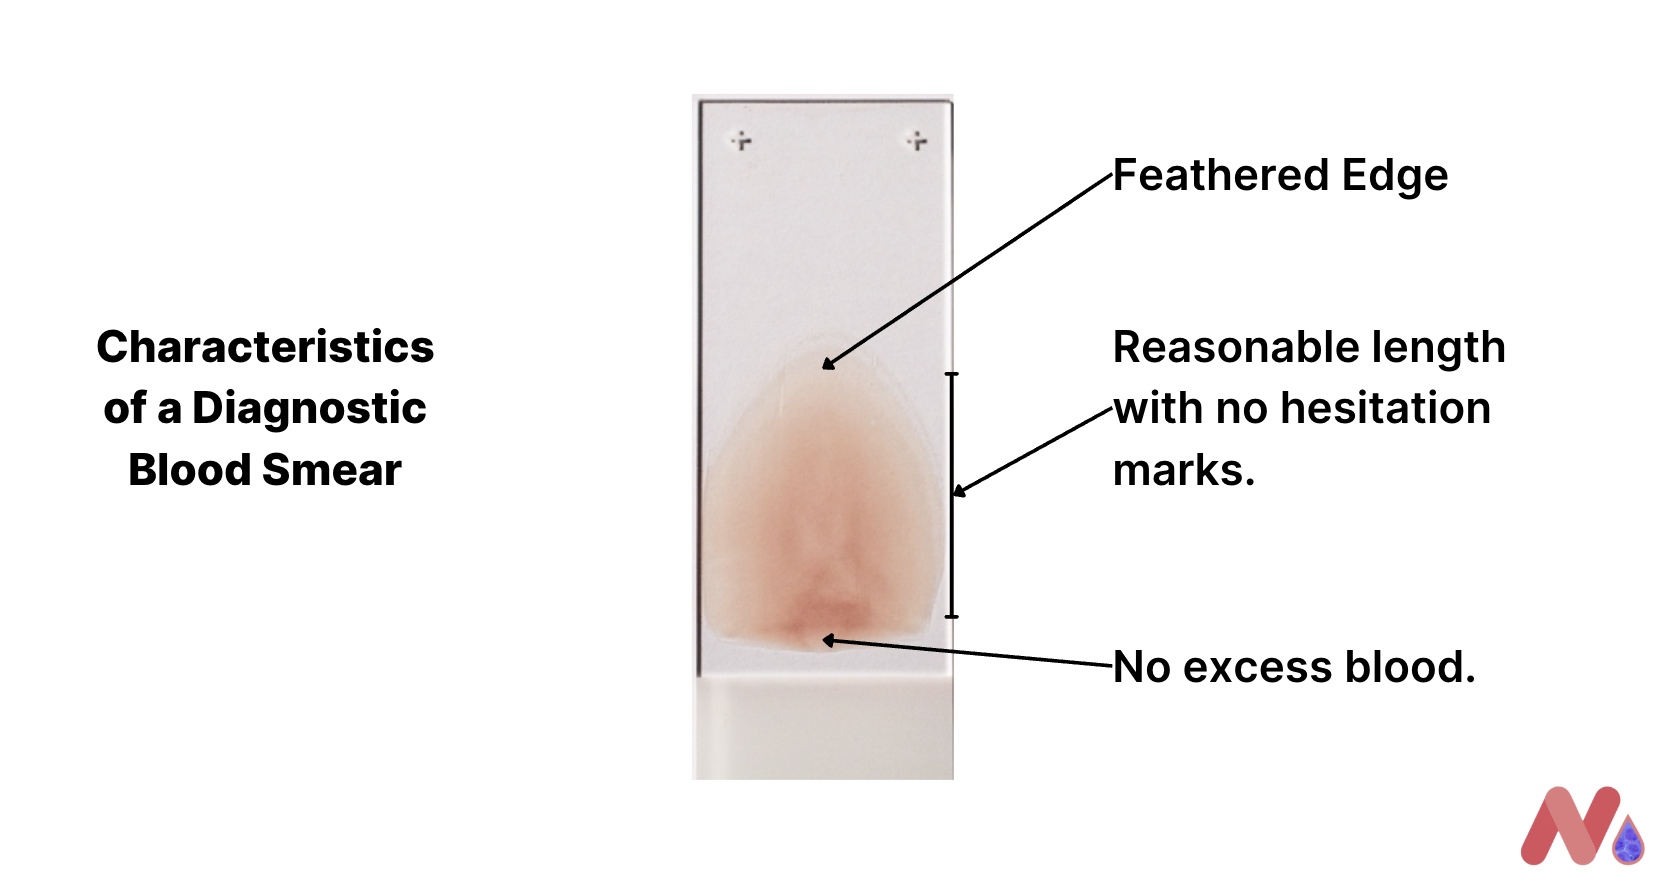 Characteristics
of a Diagnostic
Blood Smear
Feathered Edge
Reasonable length
with no hesitation
marks.
No excess blood.